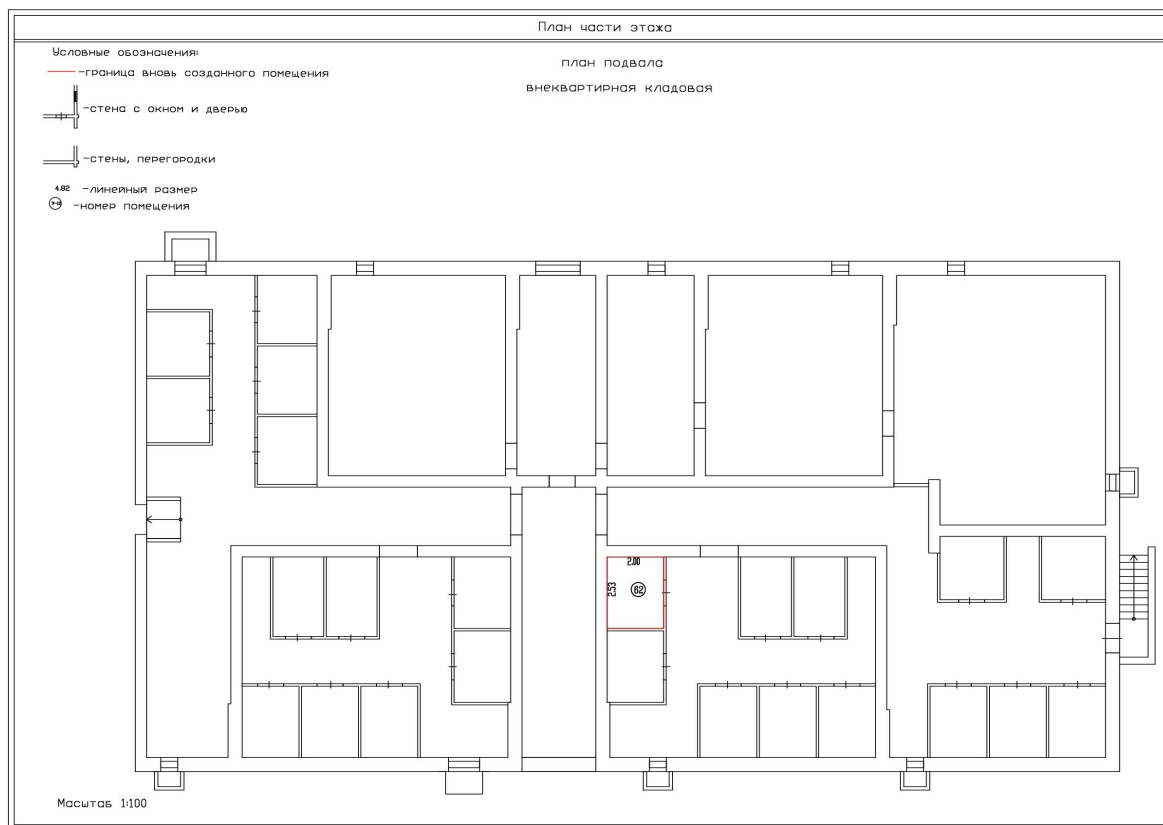 План части этажа
Условные обозначения:
план подвала
-граница вновь созданного помещения
внеквартирная кладовая
-стена с окном и дверью
-стены, перегородки
4.82 -линейный размер
-номер помещения
2.00
2.53
62
Масштаб 1:100